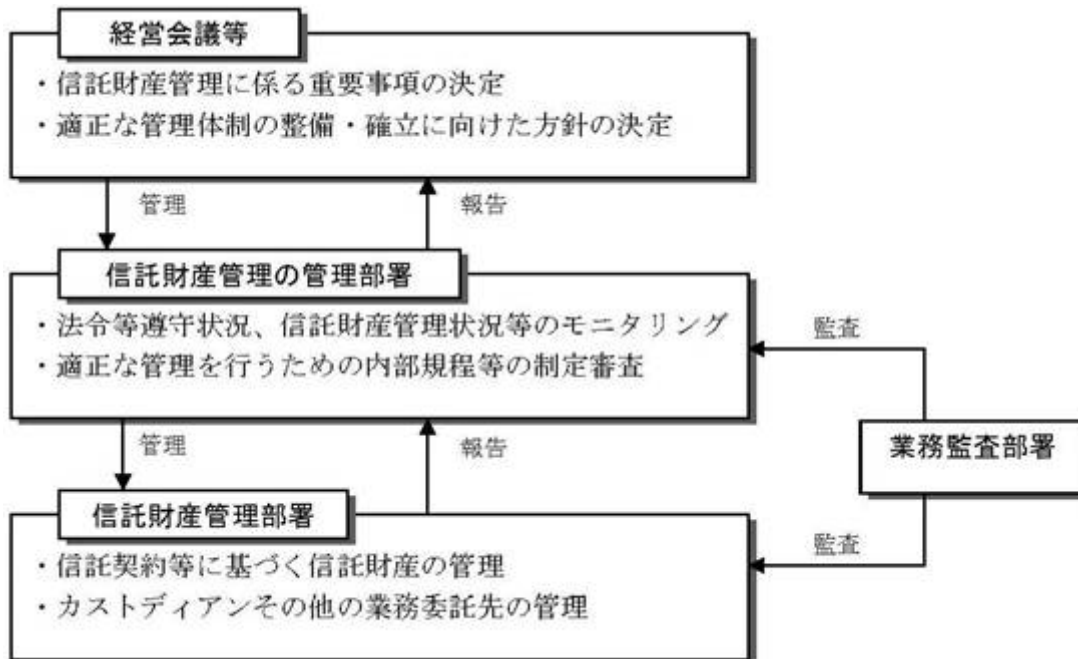 経営会議等
・信託財産管理に係る重要事項の決定
・適正な管理体制の整備・確立に向けた方針の決定
管理
報告
信託財産管理の管理部署
・法令等遵守状況、信託財産管理状況等のモニタリング
・適正な管理を行うための内部規程等の制定審査
監査
管理
報告
業務監査部署
信託財産管理部署
・信託契約等に基づく信託財産の管理
・カストディアンその他の業務委託先の管理
監査